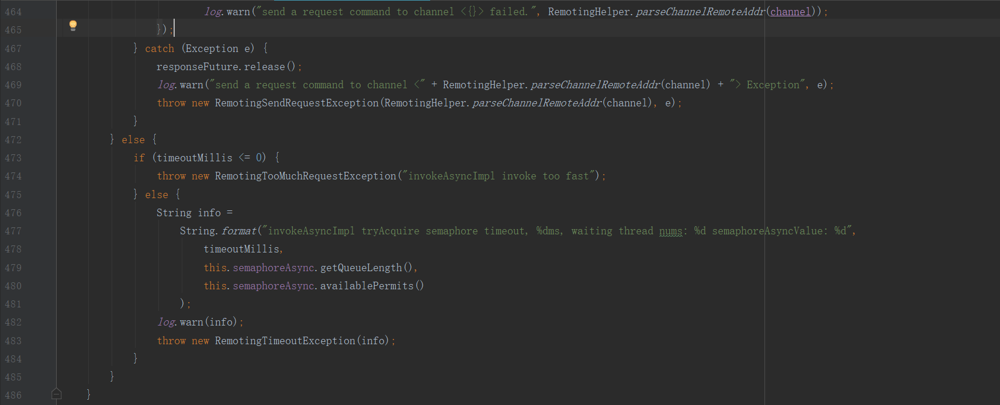 464 log.warn("send a request command to channel <{}> failed.", RemotingHelper.parseChannelRemoteAddr(channel));
465 });
467 } catch (Exception e) {
468 responseFuture.release();
469 log.warn("send a request command to channel <" + RemotingHelper.parseChannelRemoteAddr(channel) + "> Exception", e);
470 throw new RemotingSendRequestException(RemotingHelper.parseChannelRemoteAddr(channel), e);
471 }
472 } else {
473 if (timeoutMillis <= 0) {
474 throw new RemotingTooMuchRequestException("invokeAsyncImpl invoke too fast");
475 } else {
476 String info =
477 String.format("invokeAsyncImpl tryAcquire semaphore timeout, %dms, waiting thread nums: %d semaphoreAsyncValue: %d",
478 timeoutMillis,
479 this.semaphoreAsync.getQueueLength(),
480 this.semaphoreAsync.availablePermits()
481 );
482 log.warn(info);
483 throw new RemotingTimeoutException(info);
484 }
485 }
486 }